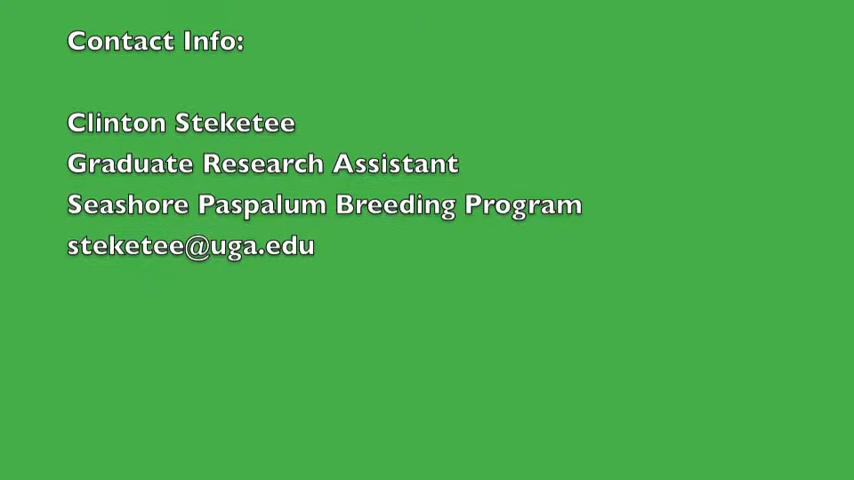 Contact Info:
Clinton Steketee
Graduate Research Assistant
Seashore Paspalum Breeding Program
steketee@uga.edu